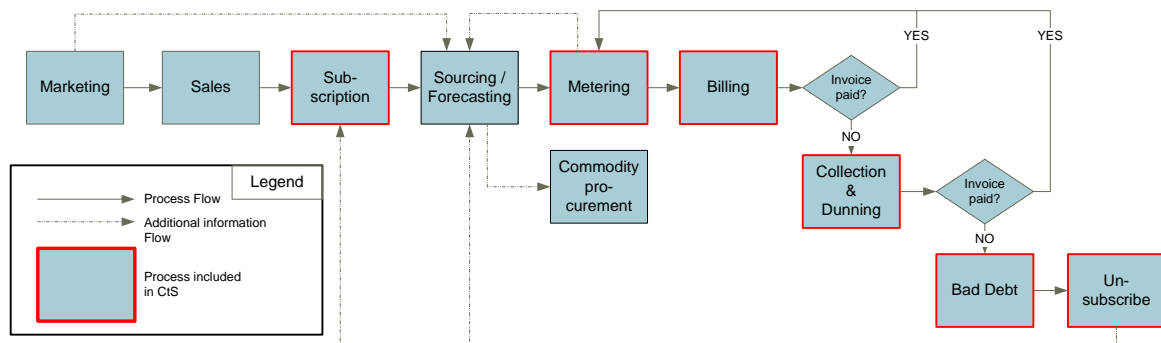 YES
YES
Marketing
Sales
Sub-
scription
Sourcing /
Forecasting
Metering
Billing
Invoice
paid?
NO
Commodity
pro-
curement
Collection
&
Dunning
Invoice
paid?
NO
Bad Debt
Un-
subscribe
Legend
Process Flow
Additional information
Flow
Process included
in CtS